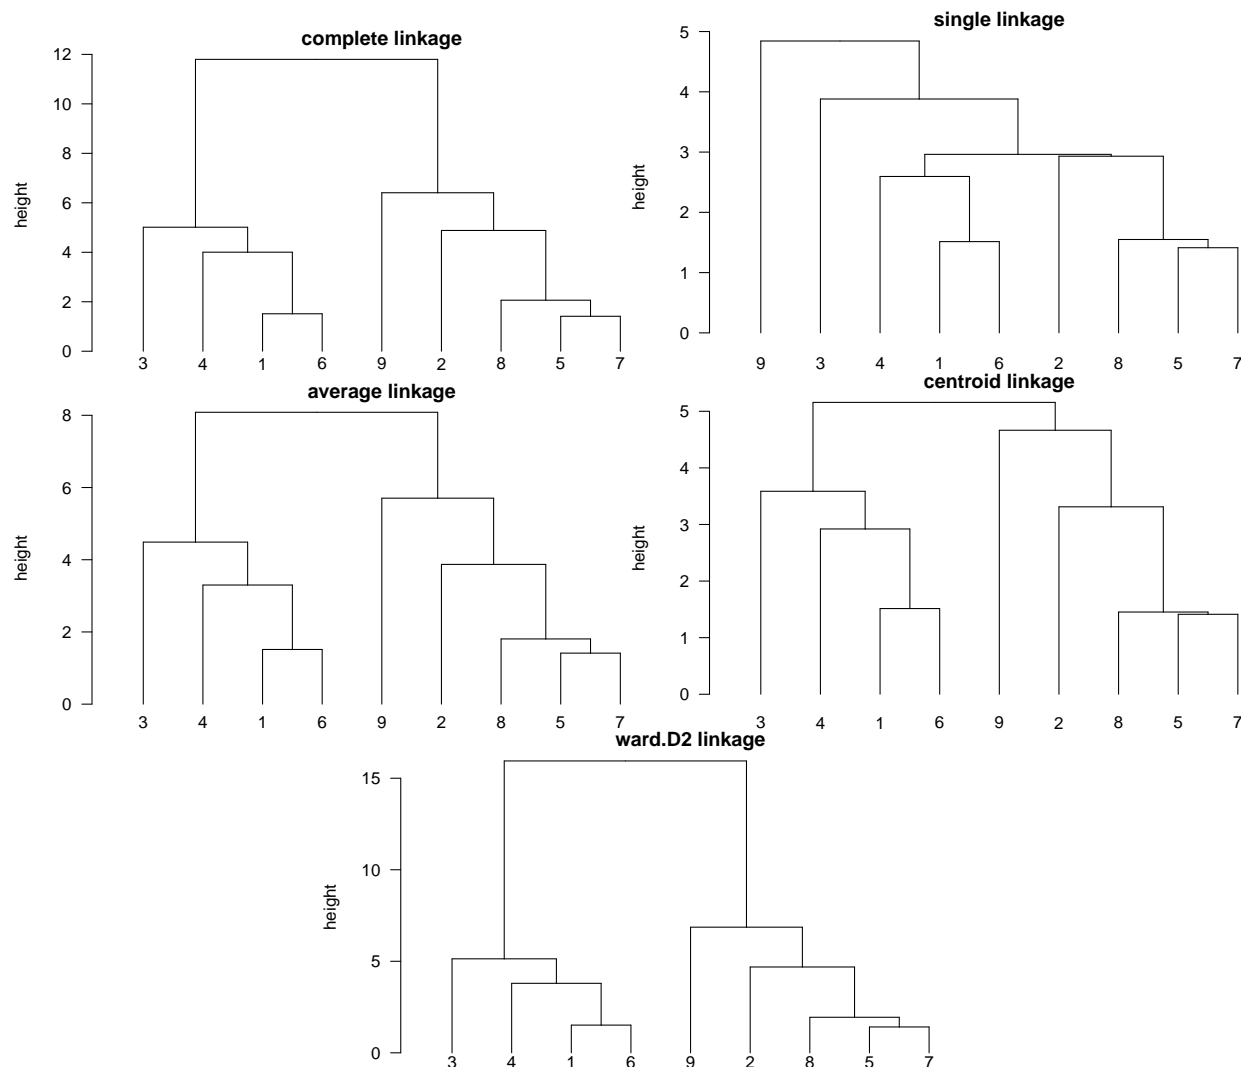 complete linkage
12
10
8
6
4
2
0
height
3 4 1 6 9 2 8 5 7
single linkage
5
4
3
2
1
0
height
9 3 4 1 6 2 8 5 7
average linkage
8
6
4
2
0
height
3 4 1 6 9 2 8 5 7
centroid linkage
5
4
3
2
1
0
height
3 4 1 6 9 2 8 5 7
ward.D2 linkage
15
10
5
0
height
3 4 1 6 9 2 8 5 7